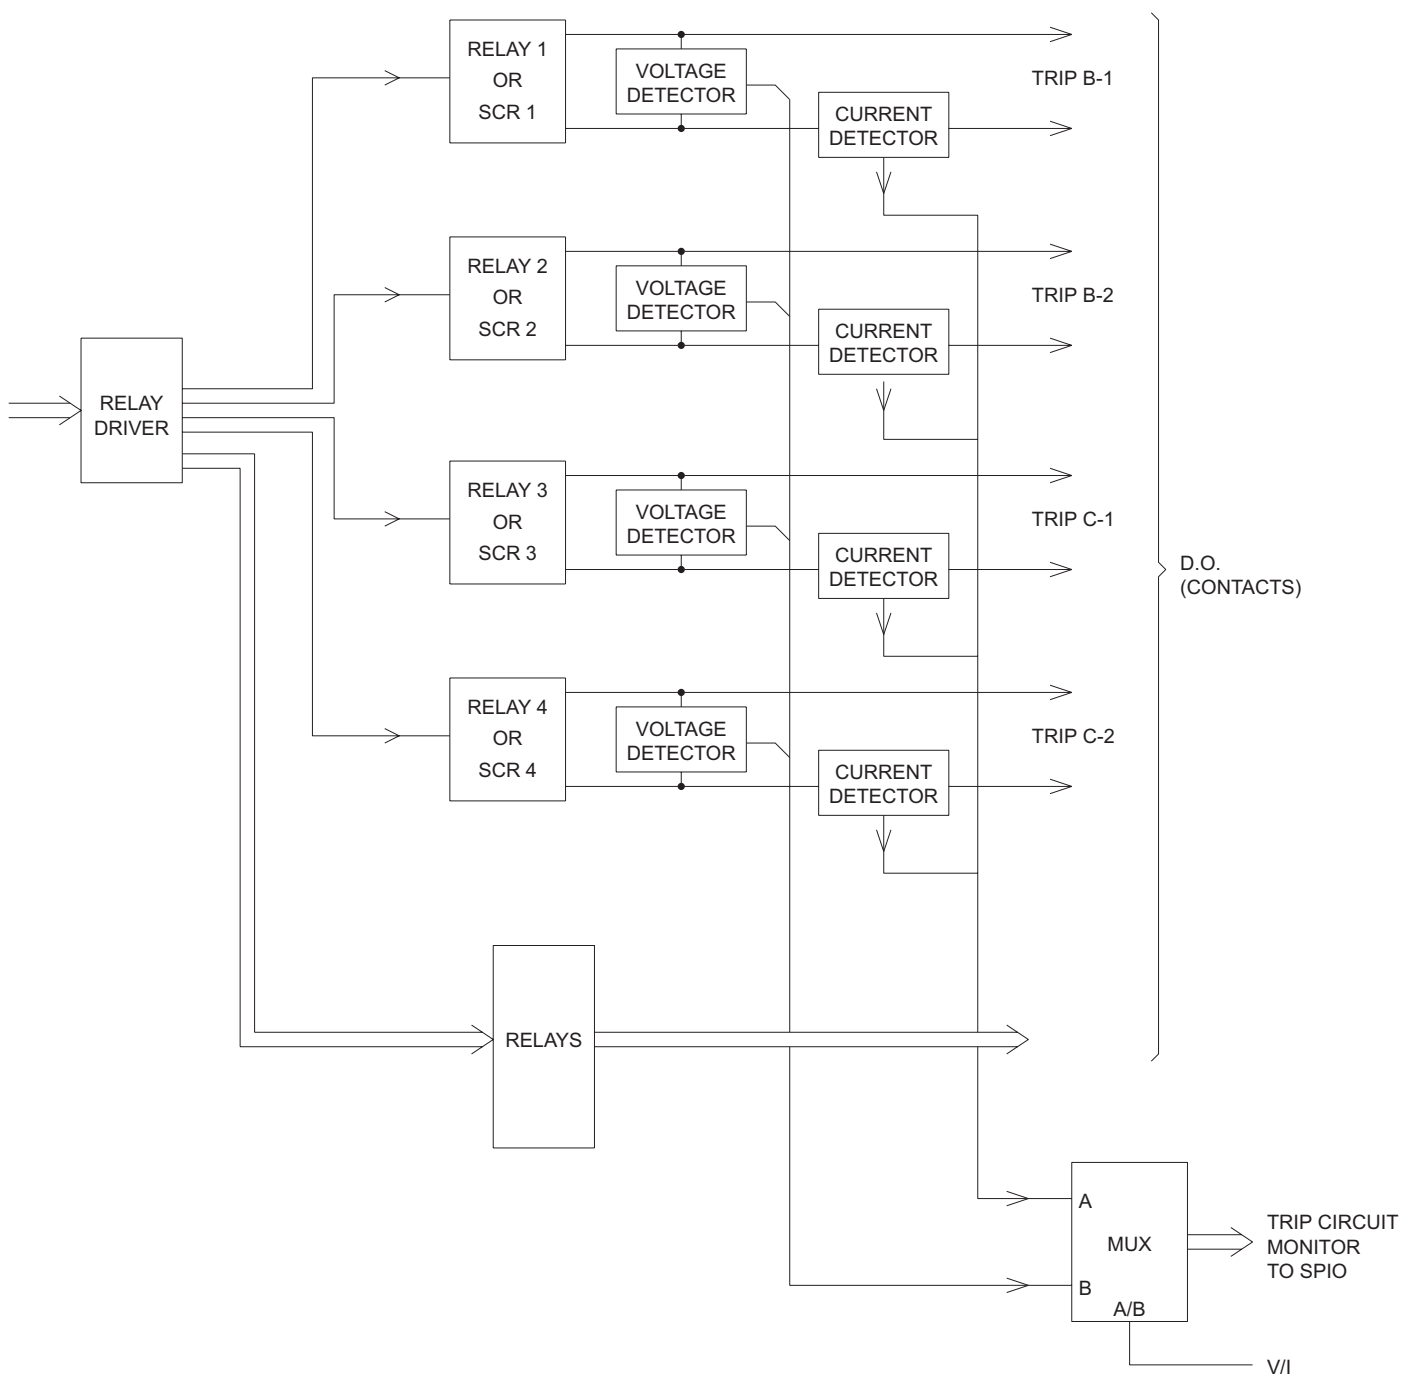 RELAY 1
OR
SCR 1
VOLTAGE
DETECTOR
CURRENT
DETECTOR
TRIP B-1
RELAY 2
OR
SCR 2
VOLTAGE
DETECTOR
CURRENT
DETECTOR
TRIP B-2
RELAY
DRIVER
RELAY 3
OR
SCR 3
VOLTAGE
DETECTOR
CURRENT
DETECTOR
TRIP C-1
D.O.
(CONTACTS)
RELAY 4
OR
SCR 4
VOLTAGE
DETECTOR
CURRENT
DETECTOR
TRIP C-2
RELAYS
A
MUX
B
A/B
TRIP CIRCUIT
MONITOR
TO SPIO
V/I